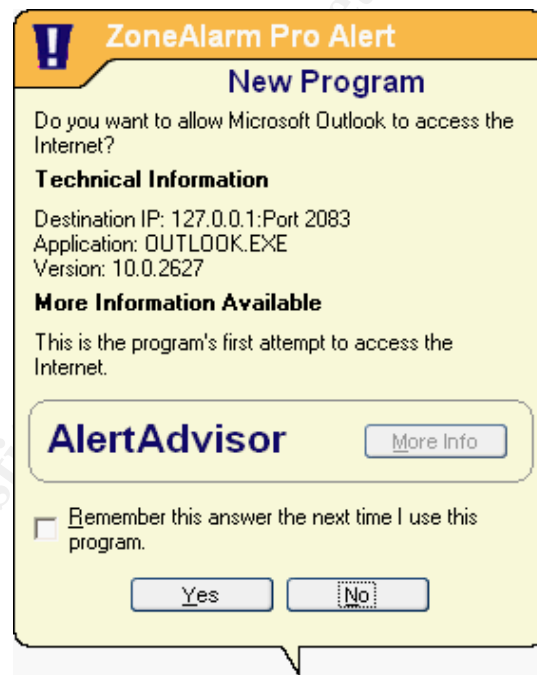 ZoneAlarm Pro Alert
New Program
Do you want to allow Microsoft Outlook to access the
Internet?
Technical Information
Destination IP: 127.0.0.1:Port 2083
Application: OUTLOOK.EXE
Version: 10.0.2627
More Information Available
This is the program's first attempt to access the
Internet.
AlertAdvisor
More Info
Remember this answer the next time I use this
program.
Yes
No